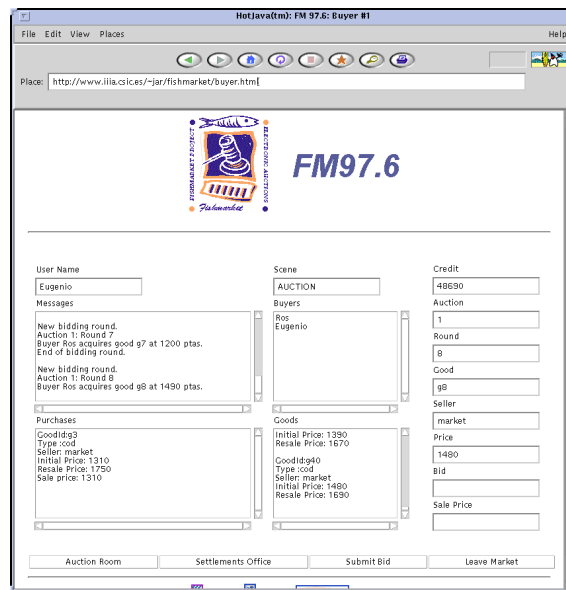 HotJava(tm): FM 97.6: Buyer #1
File Edit View Places Help
Place: http://www.iiia.csic.es/~jar/fishmarket/buyer.html
FISHMARKET PROJECT
ELECTRONIC AUCTIONS
Fishmarket
FM97.6
User Name
Eugenio
Scene
AUCTION
Credit
48690
Messages
New bidding round.
Auction 1: Round 7
Buyer Ros acquires good g7 at 1200 ptas.
End of bidding round.
New bidding round.
Auction 1: Round 8
Buyer Ros acquires good g8 at 1490 ptas.
Buyers
Ros
Eugenio
Auction
1
Round
8
Good
g8
Seller
market
Price
1480
Bid
Sale Price
Purchases
GoodId:g3
Type :cod
Seller: market
Initial Price: 1310
Resale Price: 1750
Sale price: 1310
Goods
Initial Price: 1390
Resale Price: 1670
GoodId:g40
Type :cod
Seller: market
Initial Price: 1480
Resale Price: 1690
Auction Room Settlements Office Submit Bid Leave Market